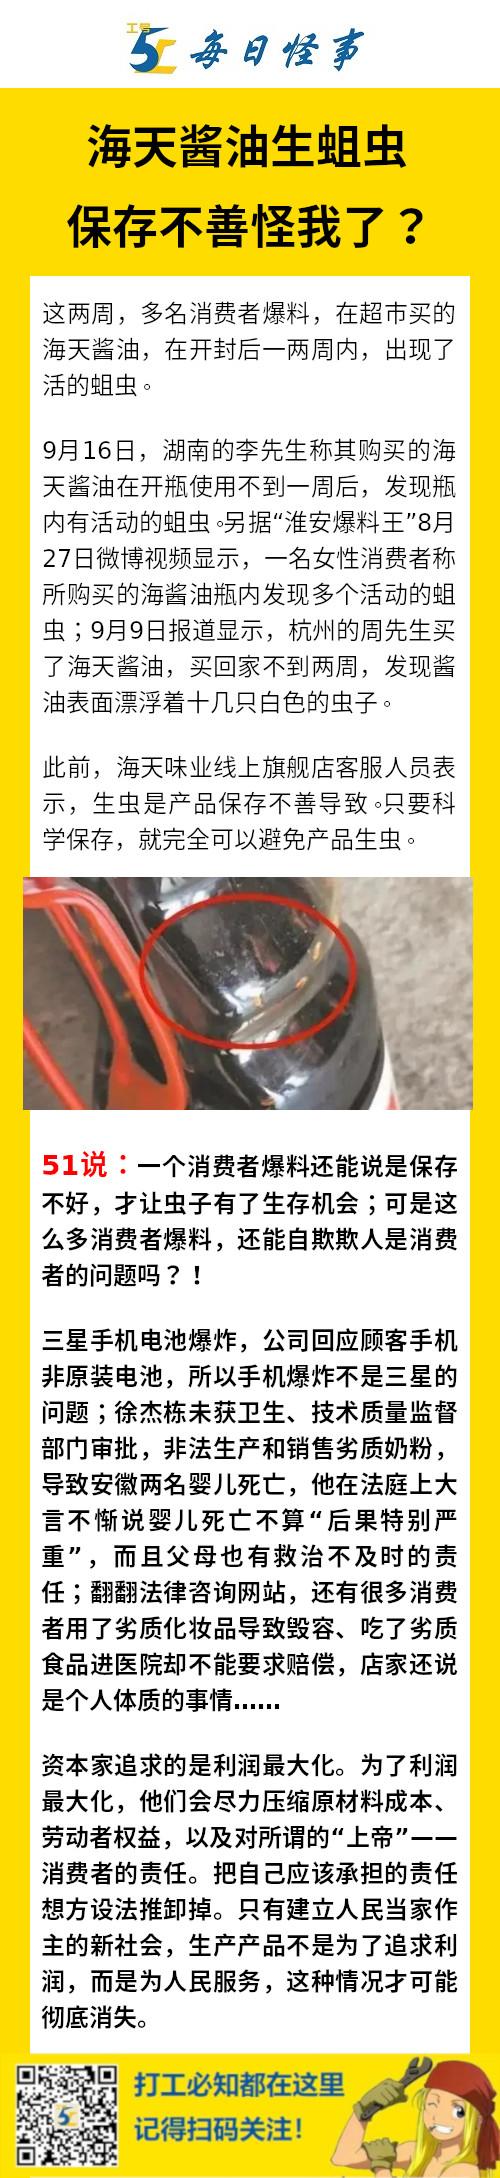 工号
51
每日怪事
海天酱油生蛆虫
保存不善怪我了？
这两周，多名消费者爆料，在超市买的
海天酱油，在开封后一两周内，出现了
活的蛆虫。
9月16日，湖南的李先生称其购买的海
天酱油在开瓶使用不到一周后，发现瓶
内有活动的蛆虫。另据“淮安爆料王”8月
27日微博视频显示，一名女性消费者称
所购买的海酱油瓶内发现多个活动的蛆
虫；9月9日报道显示，杭州的周先生买
了海天酱油，买回家不到两周，发现酱
油表面漂浮着十几只白色的虫子。
此前，海天味业线上旗舰店客服人员表
示，生虫是产品保存不善导致。只要科
学保存，就完全可以避免产品生虫。
51说：一个消费者爆料还能说是保存
不好，才让虫子有了生存机会；可是这
么多消费者爆料，还能自欺欺人是消费
者的问题吗？！
三星手机电池爆炸，公司回应顾客手机
非原装电池，所以手机爆炸不是三星的
问题；徐杰栋未获卫生、技术质量监督
部门审批，非法生产和销售劣质奶粉，
导致安徽两名婴儿死亡，他在法庭上大
言不惭说婴儿死亡不算“后果特别严
重”，而且父母也有救治不及时的责
任；翻翻法律咨询网站，还有很多消费
者用了劣质化妆品导致毁容、吃了劣质
食品进医院却不能要求赔偿，店家还说
是个人体质的事情……
资本家追求的是利润最大化。为了利润
最大化，他们会尽力压缩原材料成本、
劳动者权益，以及对所谓的“上帝”——
消费者的责任。把自己应该承担的责任
想方设法推卸掉。只有建立人民当家作
主的新社会，生产产品不是为了追求利
润，而是为人民服务，这种情况才可能
彻底消失。
打工必知都在这里
记得扫码关注！